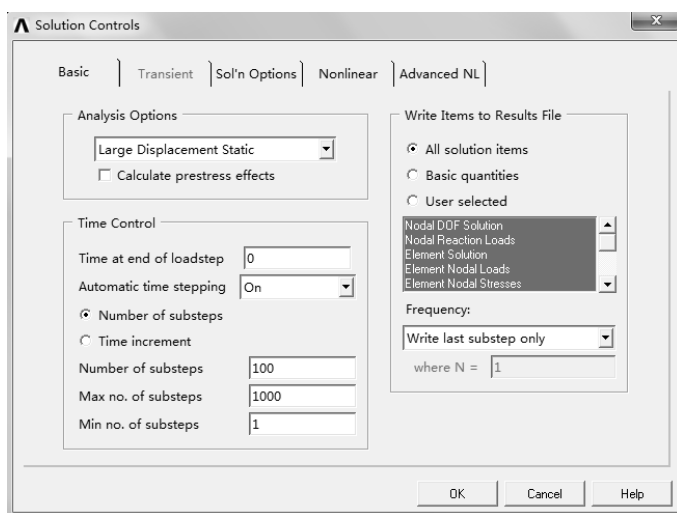 Solution Controls
x
Basic
Transient
Sol'n Options
Nonlinear
Advanced NL
Analysis Options
Large Displacement Static
Calculate prestress effects
Time Control
Time at end of loadstep 0
Automatic time stepping On
Number of substeps
Time increment
Number of substeps 100
Max no. of substeps 1000
Min no. of substeps 1
Write Items to Results File
All solution items
Basic quantities
User selected
Nodal DOF Solution
Nodal Reaction Loads
Element Solution
Element Nodal Loads
Element Nodal Stresses
Frequency:
Write last substep only
where N = 1
OK
Cancel
Help